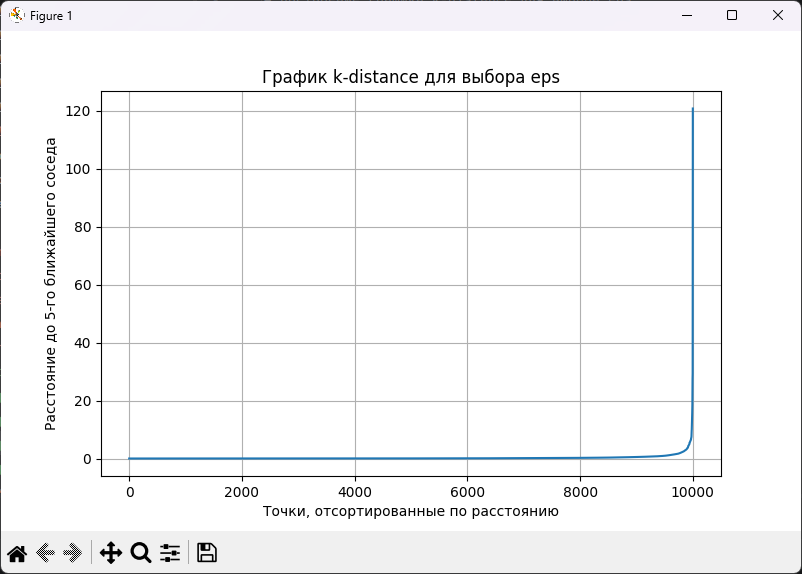 Figure 1
График k-distance для выбора eps
Расстояние до 5-го ближайшего соседа
120
100
80
60
40
20
0
0 2000 4000 6000 8000 10000
Точки, отсортированные по расстоянию